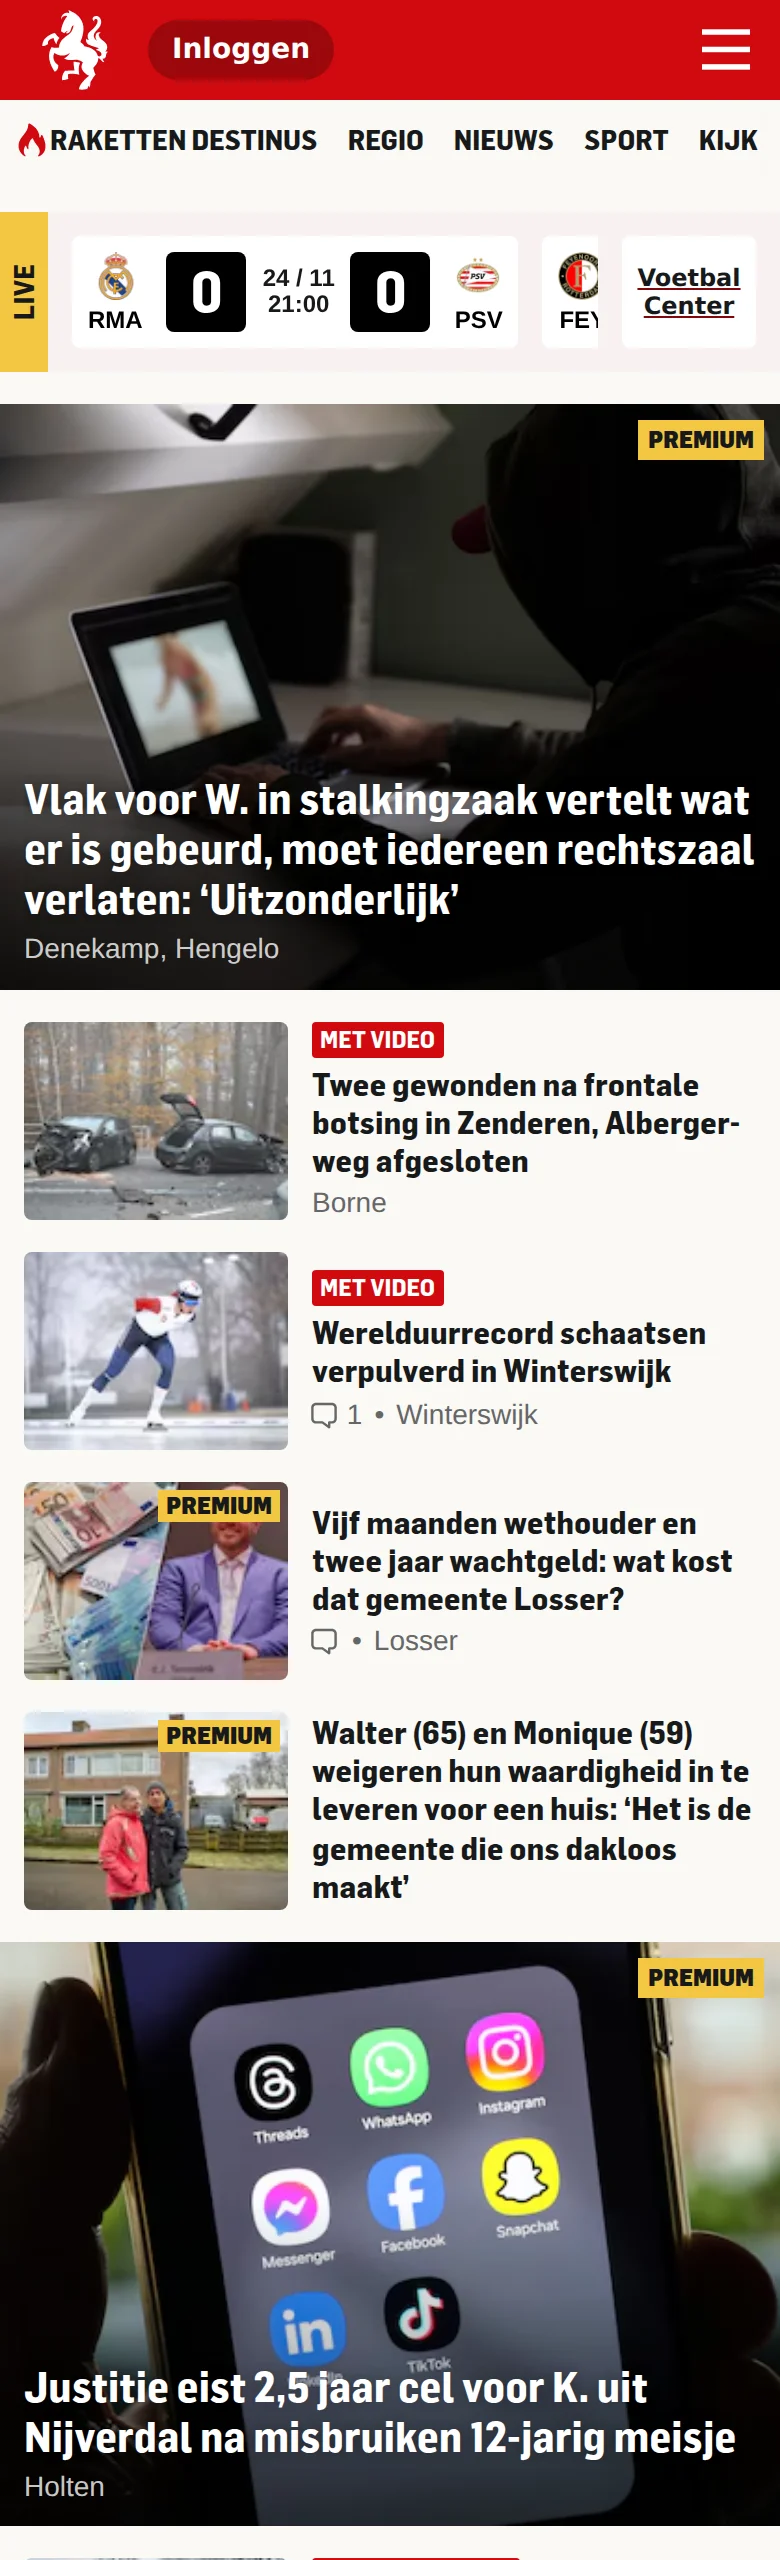 Inloggen
RAKETTEN DESTINUS REGIO NIEUWS SPORT KIJK
LIVE
RMA
0
24 / 11
21:00
0
PSV
PSV
FEY
Voetbal
Center
PREMIUM
Vlak voor W. in stalkingzaak vertelt wat
er is gebeurd, moet iedereen rechtszaal
verlaten: ‘Uitzonderlijk’
Denekamp, Hengelo
MET VIDEO
Twee gewonden na frontale
botsing in Zenderen, Alberger-
weg afgesloten
Borne
MET VIDEO
Werelduurrecord schaatsen
verpulverd in Winterswijk
1 • Winterswijk
PREMIUM
Vijf maanden wethouder en
twee jaar wachtgeld: wat kost
dat gemeente Losser?
• Losser
PREMIUM
Walter (65) en Monique (59)
weigeren hun waardigheid in te
leveren voor een huis: ‘Het is de
gemeente die ons dakloos
maakt’
PREMIUM
Threads
WhatsApp
Instagram
Messenger
Facebook
Snapchat
in
TikTok
Justitie eist 2,5 jaar cel voor K. uit
Nijverdal na misbruiken 12-jarig meisje
Holten